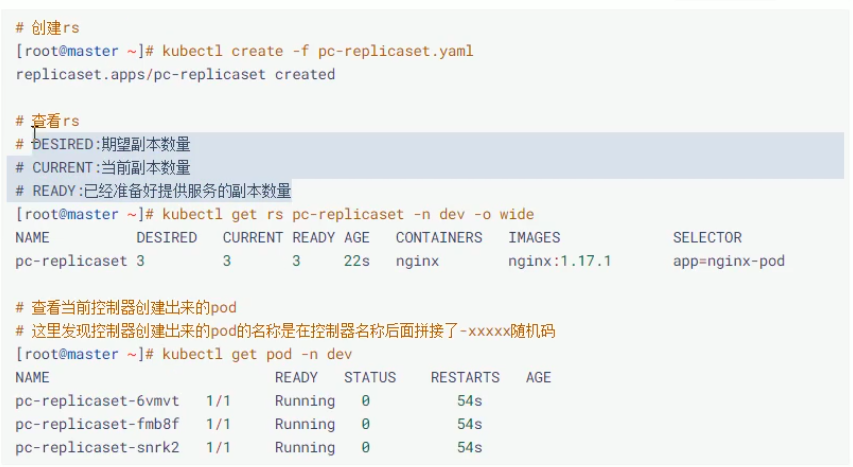 # 创建rs
[root@master ~]# kubectl create -f pc-replicaset.yaml
replicaset.apps/pc-replicaset created
# 查看rs
# DESIRED:期望副本数量
# CURRENT:当前副本数量
# READY:已经准备好提供服务的副本数量
[root@master ~]# kubectl get rs pc-replicaset -n dev -o wide
NAME DESIRED CURRENT READY AGE CONTAINERS IMAGES SELECTOR
pc-replicaset 3 3 3 22s nginx nginx:1.17.1 app=nginx-pod
# 查看当前控制器创建出来的pod
# 这里发现控制器创建出来的pod的名称是在控制器名称后面拼接了-xxxxx随机码
[root@master ~]# kubectl get pod -n dev
NAME READY STATUS RESTARTS AGE
pc-replicaset-6vmvt 1/1 Running 0 54s
pc-replicaset-fmb8f 1/1 Running 0 54s
pc-replicaset-snrk2 1/1 Running 0 54s